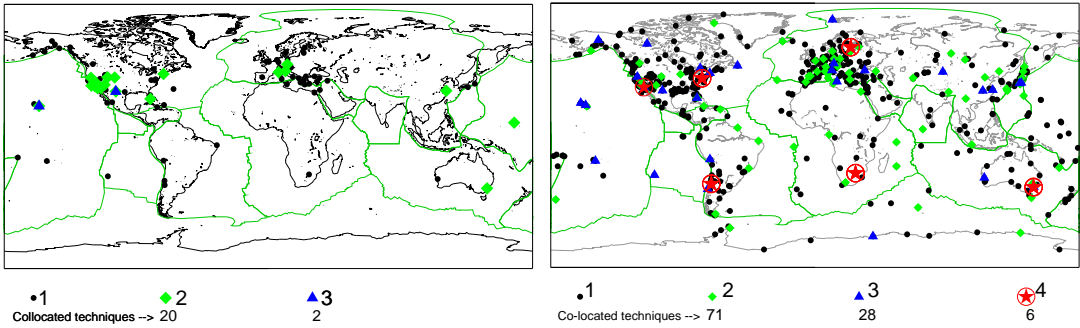 1 2 3
Collocated techniques --> 20 2
1 2 3 4
Co-located techniques --> 71 28 6